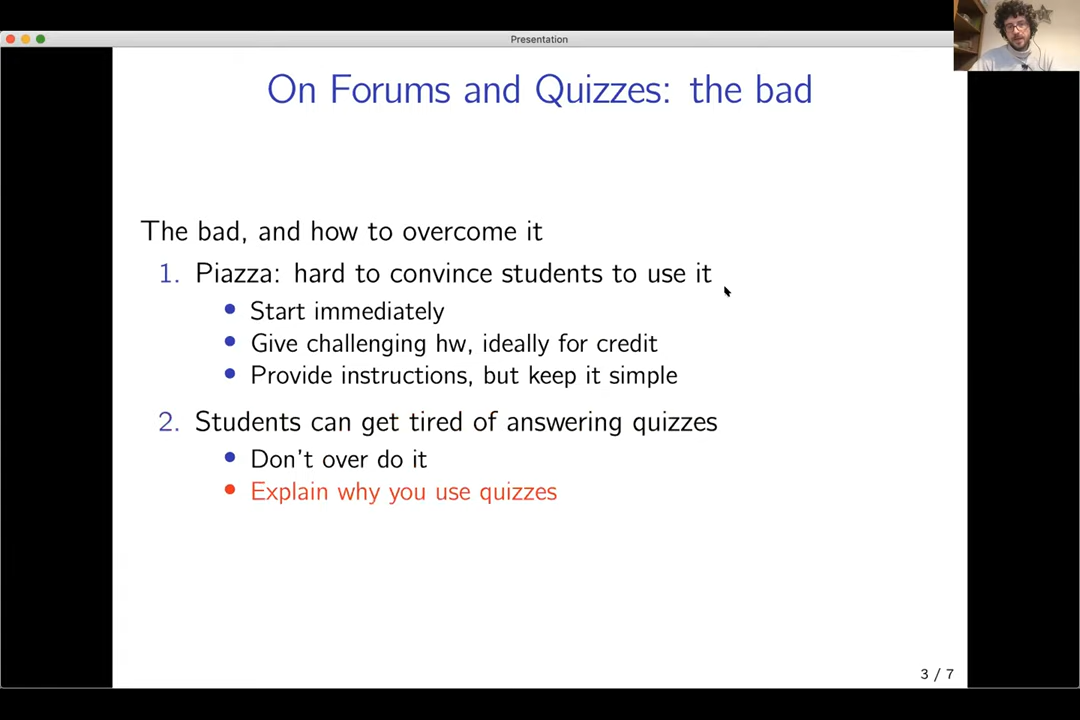 Presentation
On Forums and Quizzes: the bad
The bad, and how to overcome it
1. Piazza: hard to convince students to use it
• Start immediately
• Give challenging hw, ideally for credit
• Provide instructions, but keep it simple
2. Students can get tired of answering quizzes
• Don't over do it
• Explain why you use quizzes
3 / 7